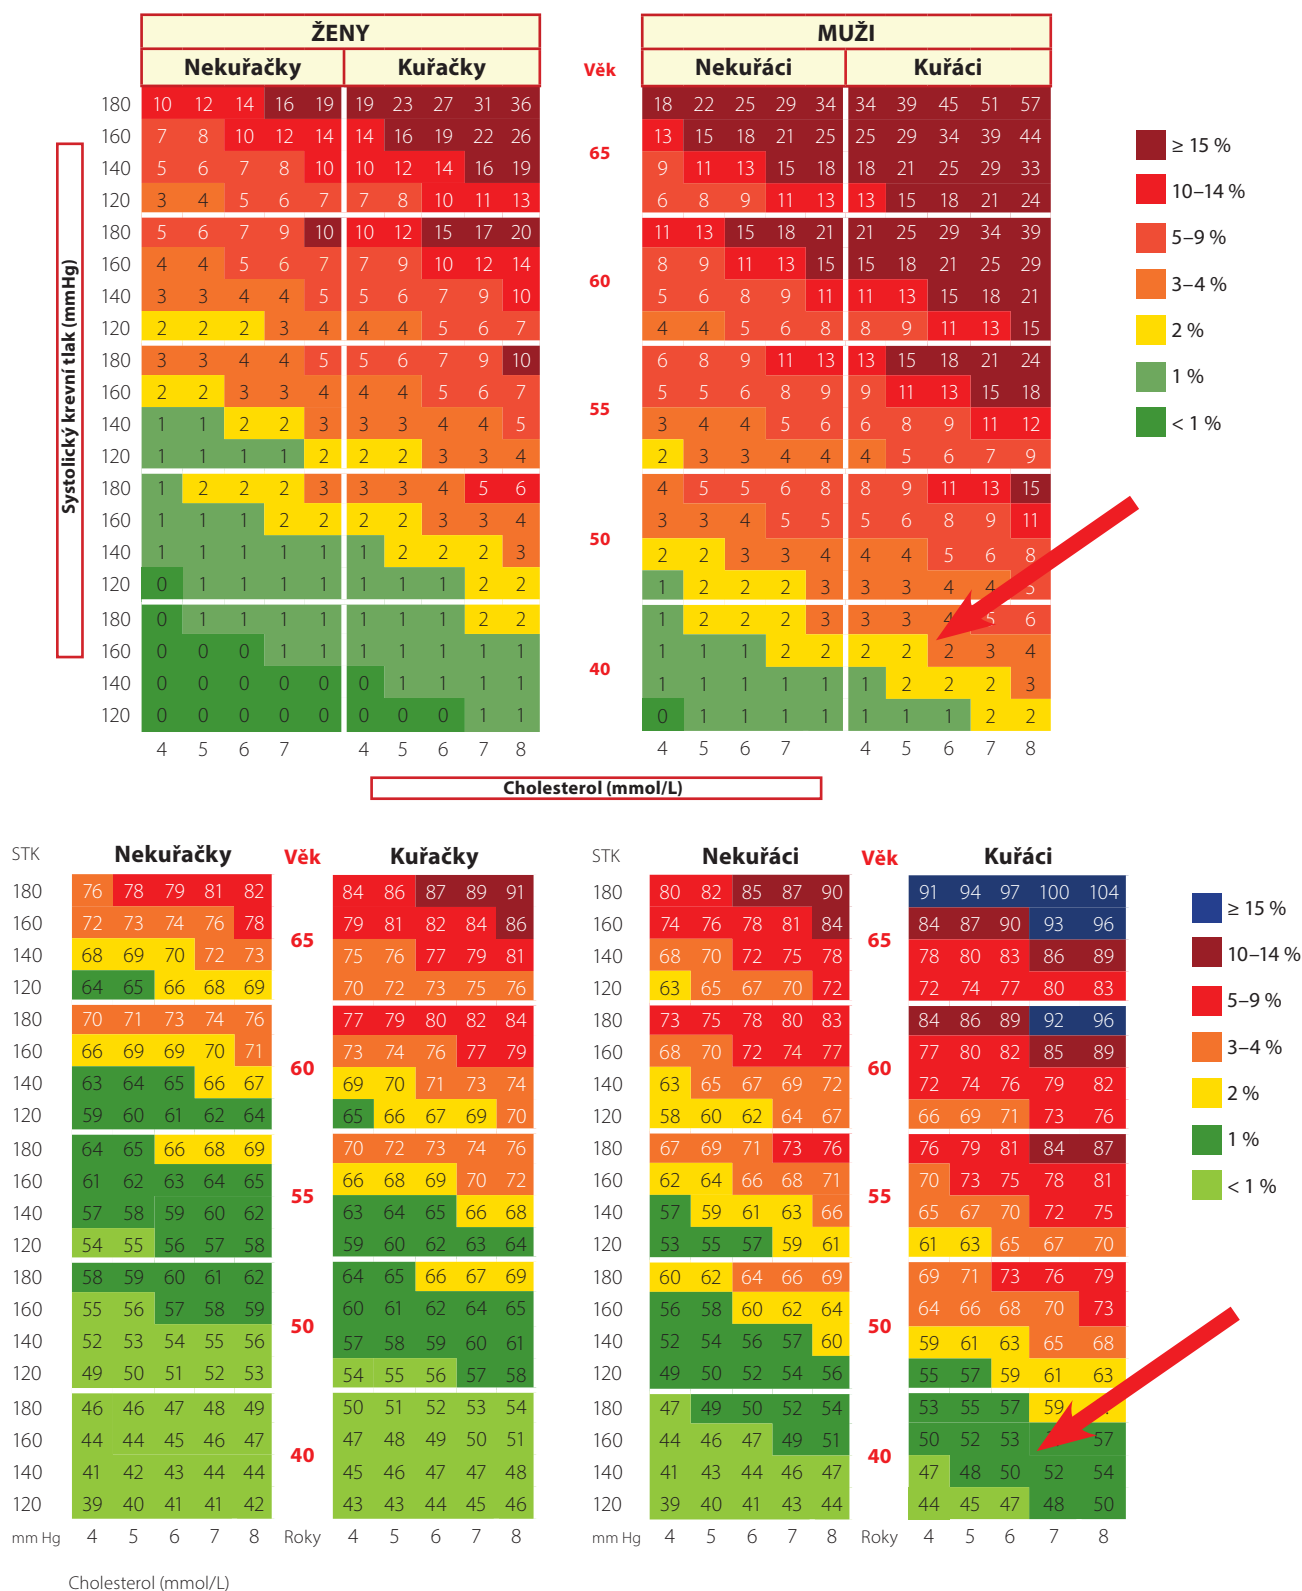 ŽENY MUŽI
Nekuřačky Kuřačky Věk Nekuřáci Kuřáci
180 10 12 14 16 19 19 23 27 31 36 18 22 25 29 34 34 39 45 51 57
160 7 8 10 12 14 14 16 19 22 26 13 15 18 21 25 25 29 34 39 44
65
140 5 6 7 8 10 10 12 14 16 19 9 11 13 15 18 18 21 25 29 33
120 3 4 5 6 7 7 8 10 11 13 6 8 9 11 13 13 15 18 21 24
180 5 6 7 9 10 10 12 15 17 20 11 13 15 18 21 21 25 29 34 39
160 4 4 5 6 7 7 9 10 12 14 8 9 11 13 15 15 18 21 25 29
60
140 3 3 4 4 5 5 6 7 9 10 5 6 8 9 11 11 13 15 18 21
120 2 2 2 3 4 4 4 5 6 7 4 4 5 6 8 8 9 11 13 15
180 3 3 4 4 5 5 6 7 9 10 6 8 9 11 13 13 15 18 21 24
160 2 2 3 3 4 4 4 5 6 7 5 5 6 8 9 9 11 13 15 18
55
140 1 1 2 2 3 3 3 4 4 5 3 4 4 5 6 6 8 9 11 12
120 1 1 1 1 2 2 2 3 3 4 2 3 3 4 4 4 5 6 7 9
180 1 2 2 2 3 3 3 4 5 6 4 5 5 6 8 8 9 11 13 15
160 1 1 1 2 2 2 2 3 3 4 3 3 4 5 5 5 6 8 9 11
50
140 1 1 1 1 1 1 2 2 2 3 2 2 3 3 4 4 4 5 6 8
120 0 1 1 1 1 1 1 1 2 2 1 2 2 2 3 3 3 4 4
180 0 1 1 1 1 1 1 1 2 2 1 2 2 2 3 3 3 4 5 6
160 0 0 0 1 1 1 1 1 1 1 1 1 1 2 2 2 2 2 3 4
40
140 0 0 0 0 0 0 1 1 1 1 1 1 1 1 1 1 2 2 2 3
120 0 0 0 0 0 0 0 0 1 1 0 1 1 1 1 1 1 1 2 2
4 5 6 7 4 5 6 7 8 4 5 6 7 4 5 6 7 8
Systolický krevní tlak (mmHg)
Cholesterol (mmol/L)
≥ 15 %
10–14 %
5–9 %
3–4 %
2 %
1 %
< 1 %
STK Nekuřačky Věk Kuřačky STK Nekuřáci Věk Kuřáci
180 76 78 79 81 82 84 86 87 89 91 180 80 82 85 87 90 91 94 97 100 104
160 72 73 74 76 78 79 81 82 84 86 160 74 76 78 81 84 84 87 90 93 96
65 65
140 68 69 70 72 73 75 76 77 79 81 140 68 70 72 75 78 78 80 83 86 89
120 64 65 66 68 69 70 72 73 75 76 120 63 65 67 70 72 72 74 77 80 83
180 70 71 73 74 76 77 79 80 82 84 180 73 75 78 80 83 84 86 89 92 96
160 66 69 69 70 71 73 74 76 77 79 160 68 70 72 74 77 77 80 82 85 89
60 60
140 63 64 65 66 67 69 70 71 73 74 140 63 65 67 69 72 72 74 76 79 82
120 59 60 61 62 64 65 66 67 69 70 120 58 60 62 64 67 66 69 71 73 76
180 64 65 66 68 69 70 72 73 74 76 180 67 69 71 73 76 76 79 81 84 87
160 61 62 63 64 65 66 68 69 70 72 160 62 64 66 68 71 70 73 75 78 81
55 55
140 57 58 59 60 62 63 64 65 66 68 140 57 59 61 63 66 65 67 70 72 75
120 54 55 56 57 58 59 60 62 63 64 120 53 55 57 59 61 61 63 65 67 70
180 58 59 60 61 62 64 65 66 67 69 180 60 62 64 66 69 69 71 73 76 79
160 55 56 57 58 59 60 61 62 64 65 160 56 58 60 62 64 64 66 68 70 73
50 50
140 52 53 54 55 56 57 58 59 60 61 140 52 54 56 57 60 59 61 63 65 68
120 49 50 51 52 53 54 55 56 57 58 120 49 50 52 54 56 55 57 59 61 63
180 46 46 47 48 49 50 51 52 53 54 180 47 49 50 52 54 53 55 57 59
160 44 44 45 46 47 47 48 49 50 51 160 44 46 47 49 51 50 52 53 57
40 40
140 41 42 43 44 44 45 46 47 47 48 140 41 43 44 46 47 47 48 50 52 54
120 39 40 41 41 42 43 43 44 45 46 120 39 40 41 43 44 44 45 47 48 50
mm Hg 4 5 6 7 8 Roky 4 5 6 7 8 mm Hg 4 5 6 7 8 Roky 4 5 6 7 8
Cholesterol (mmol/L)
≥ 15 %
10–14 %
5–9 %
3–4 %
2 %
1 %
< 1 %